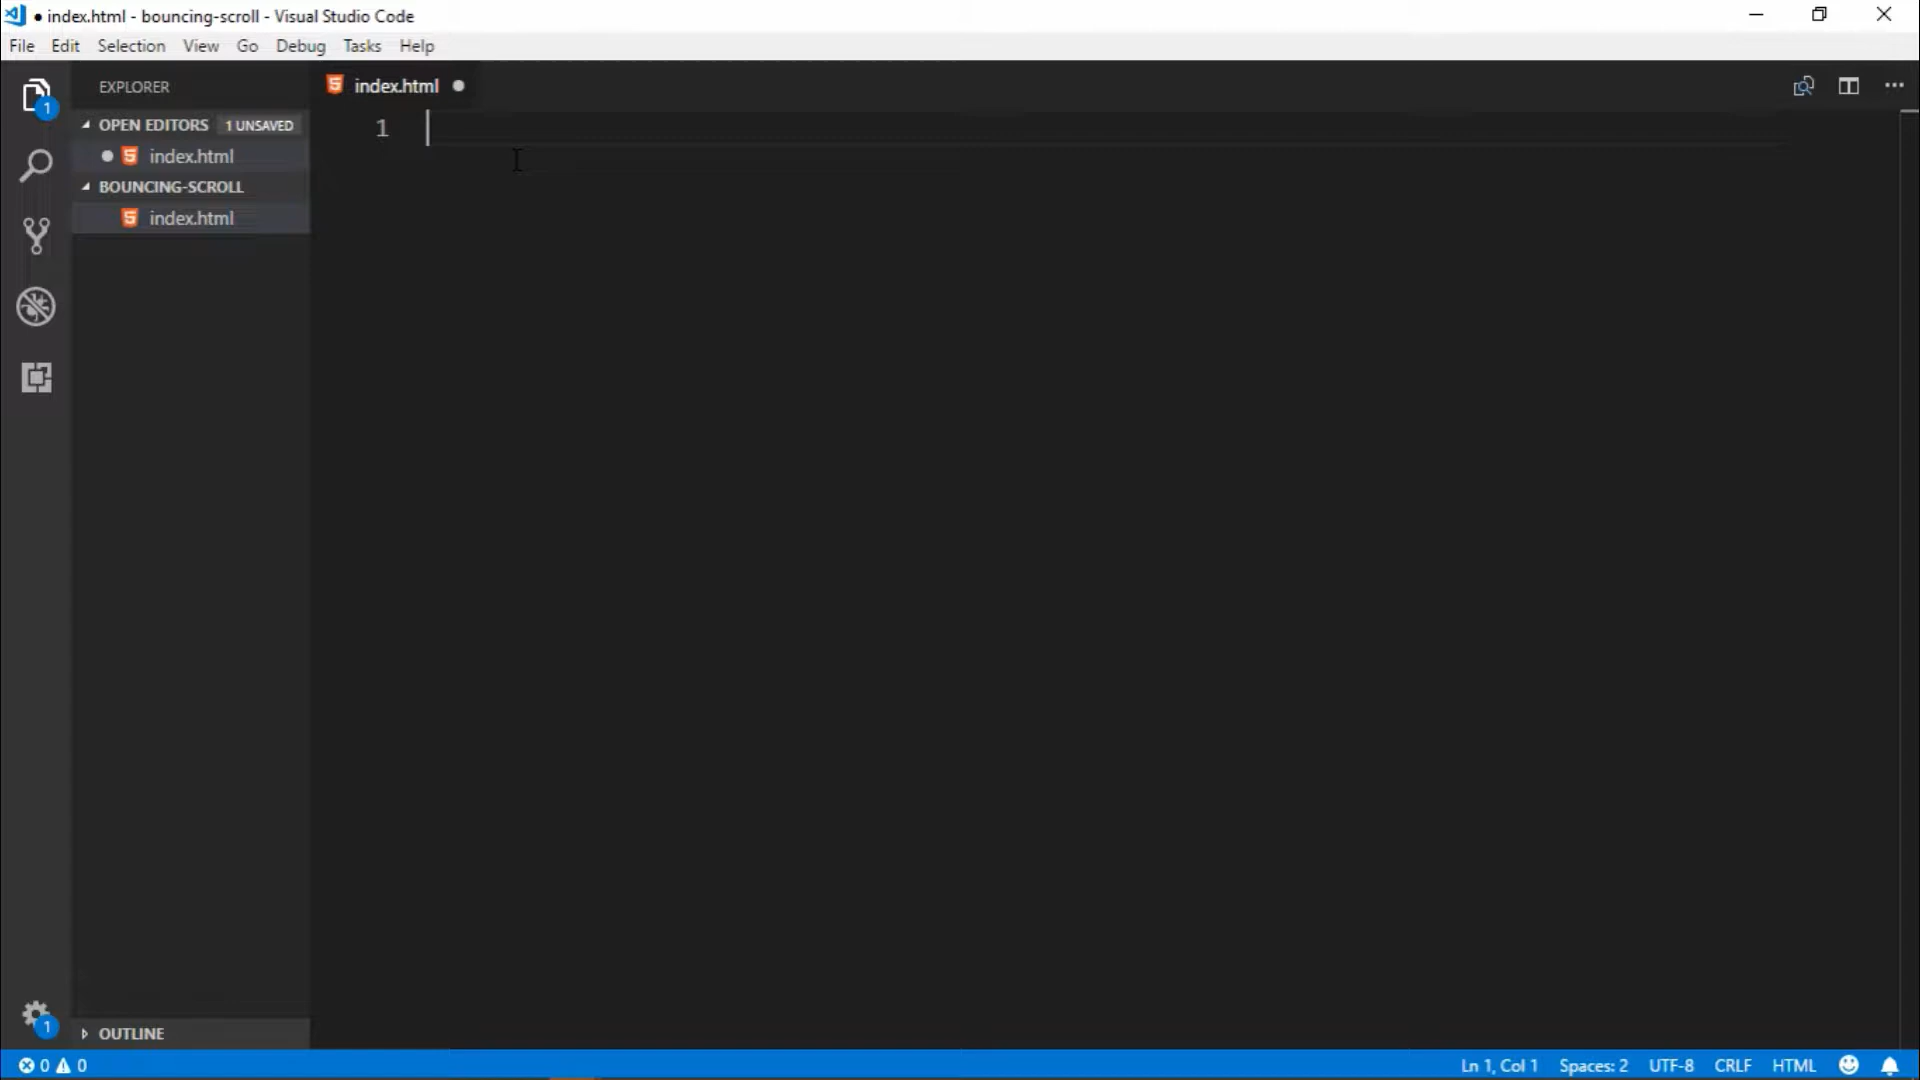 ● index.html - bouncing-scroll - Visual Studio Code
File Edit Selection View Go Debug Tasks Help
EXPLORER
index.html ●
1
OPEN EDITORS 1 UNSAVED
1
● index.html
BOUNCING-SCROLL
index.html
1
OUTLINE
0 0
Ln 1, Col 1 Spaces: 2 UTF-8 CRLF HTML